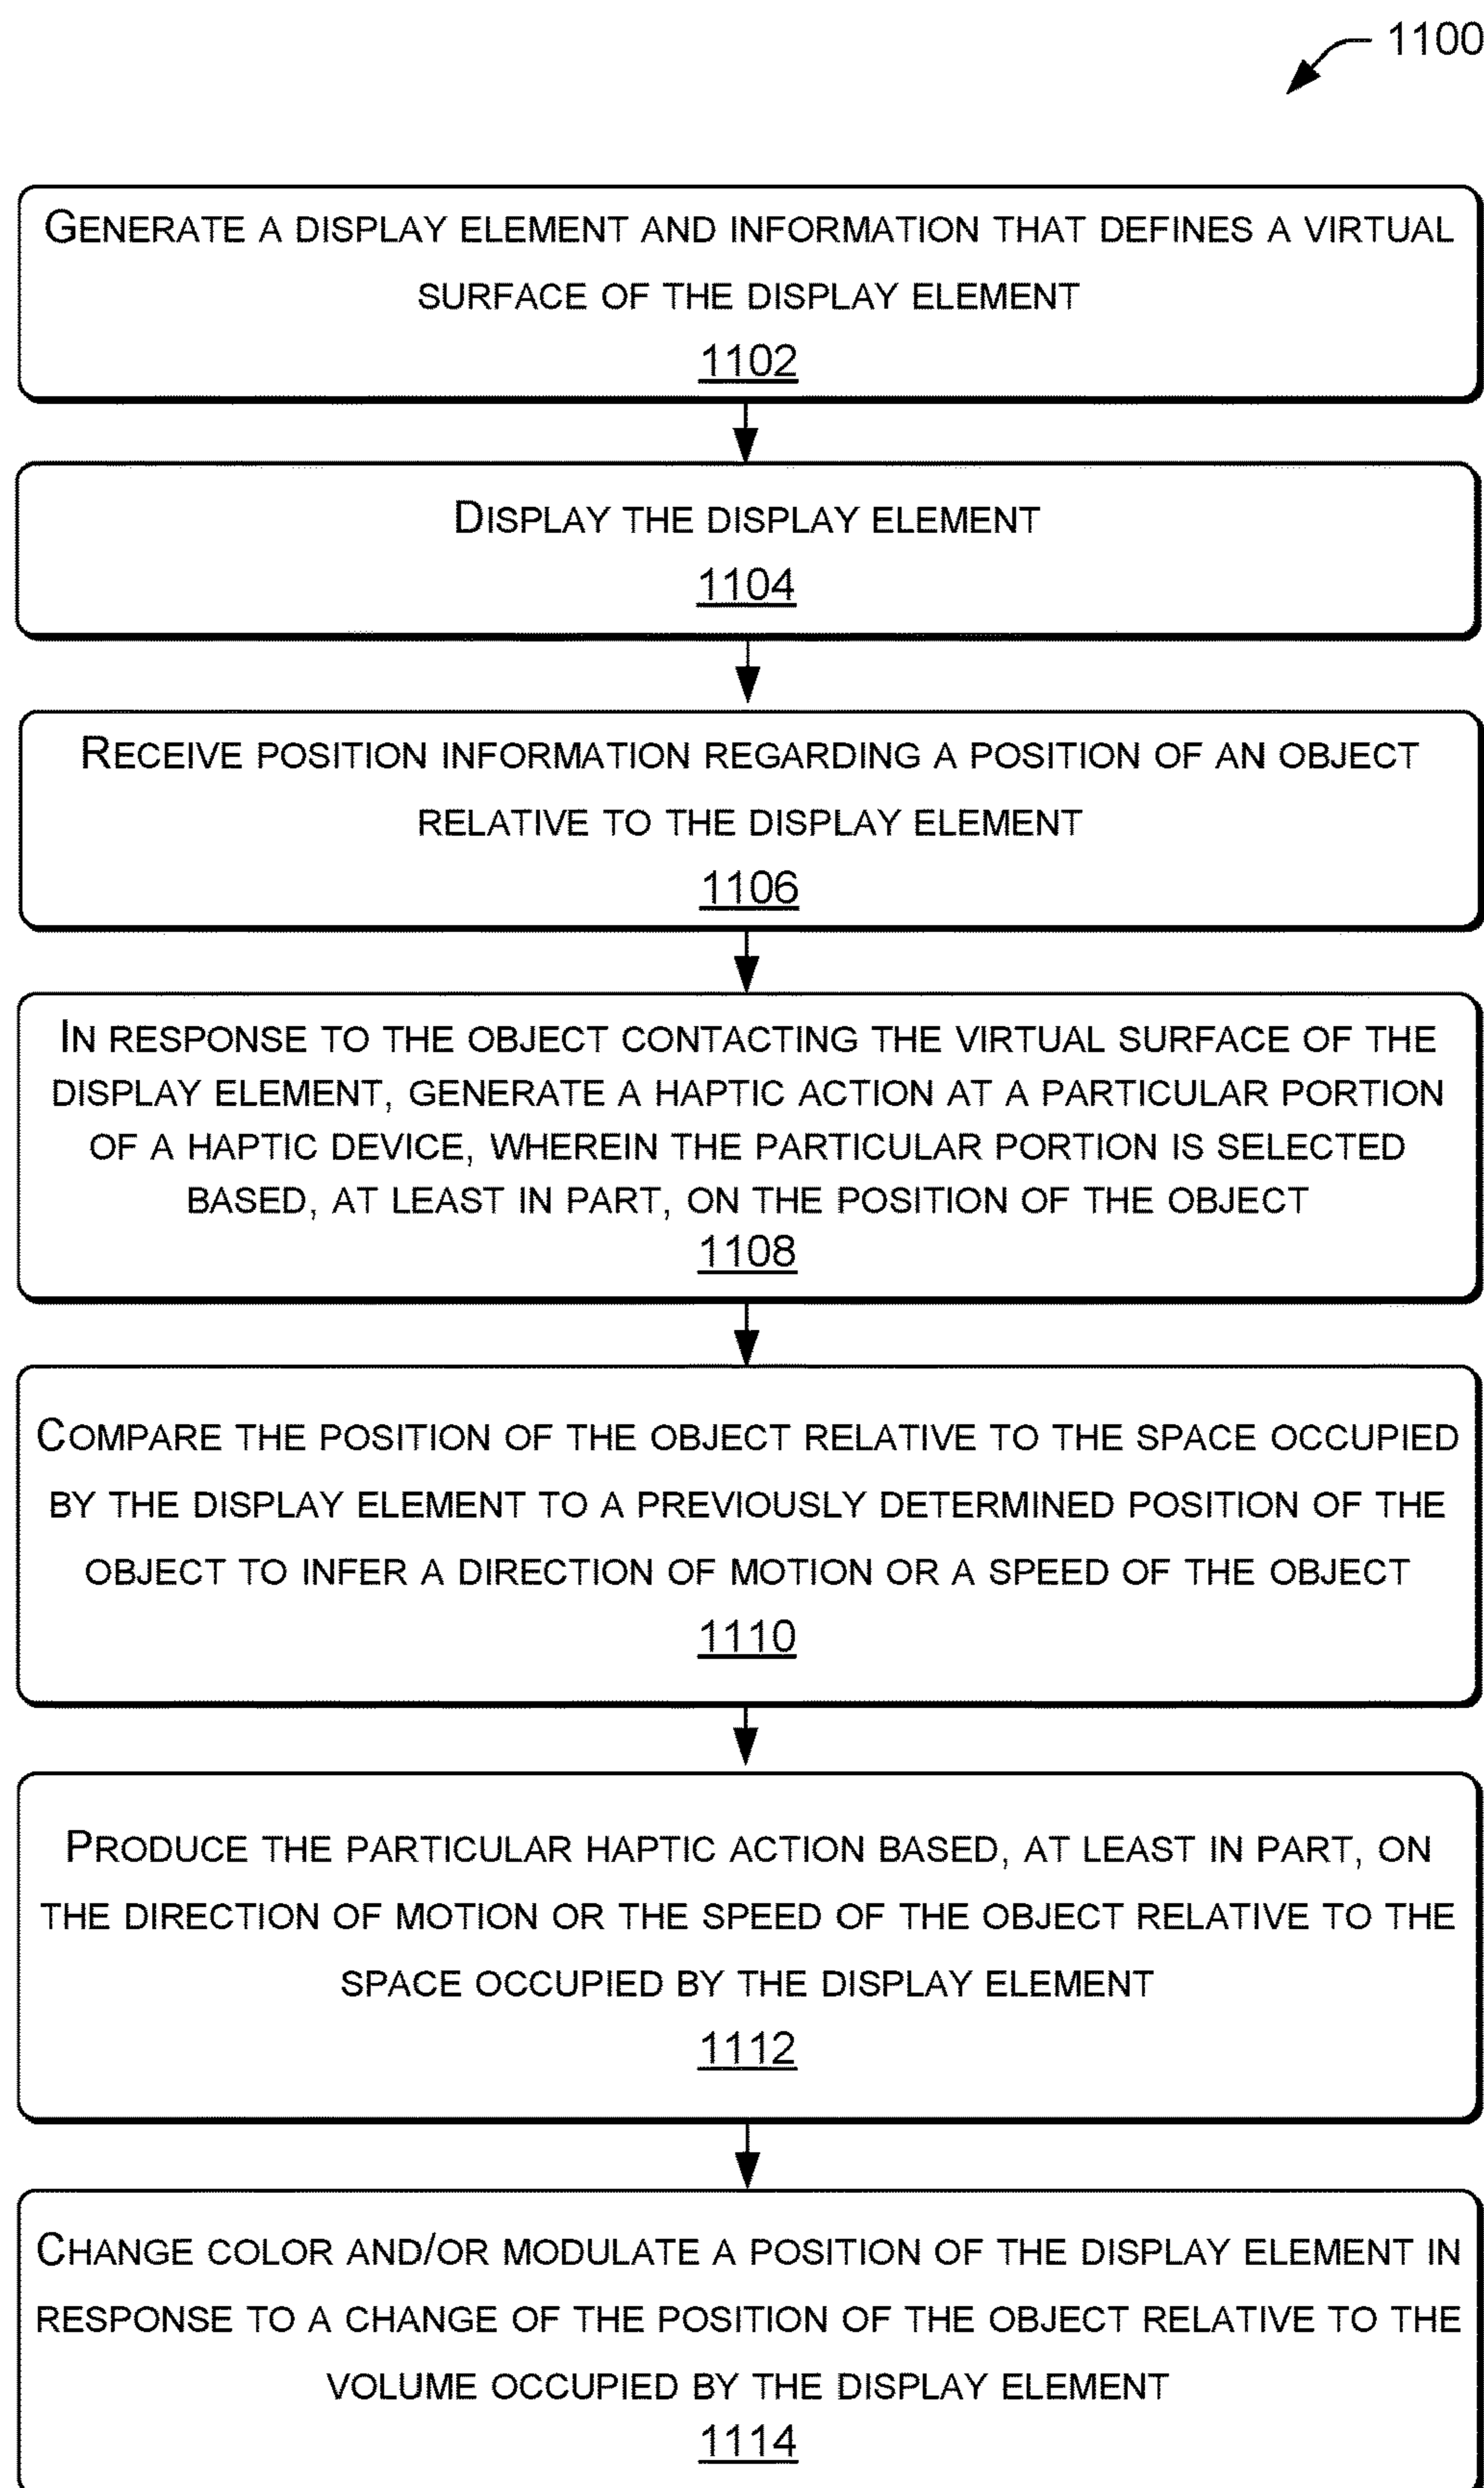 1100
GENERATE A DISPLAY ELEMENT AND INFORMATION THAT DEFINES A VIRTUAL
SURFACE OF THE DISPLAY ELEMENT
1102
DISPLAY THE DISPLAY ELEMENT
1104
RECEIVE POSITION INFORMATION REGARDING A POSITION OF AN OBJECT
RELATIVE TO THE DISPLAY ELEMENT
1106
IN RESPONSE TO THE OBJECT CONTACTING THE VIRTUAL SURFACE OF THE
DISPLAY ELEMENT, GENERATE A HAPTIC ACTION AT A PARTICULAR PORTION
OF A HAPTIC DEVICE, WHEREIN THE PARTICULAR PORTION IS SELECTED
BASED, AT LEAST IN PART, ON THE POSITION OF THE OBJECT
1108
COMPARE THE POSITION OF THE OBJECT RELATIVE TO THE SPACE OCCUPIED
BY THE DISPLAY ELEMENT TO A PREVIOUSLY DETERMINED POSITION OF THE
OBJECT TO INFER A DIRECTION OF MOTION OR A SPEED OF THE OBJECT
1110
PRODUCE THE PARTICULAR HAPTIC ACTION BASED, AT LEAST IN PART, ON
THE DIRECTION OF MOTION OR THE SPEED OF THE OBJECT RELATIVE TO THE
SPACE OCCUPIED BY THE DISPLAY ELEMENT
1112
CHANGE COLOR AND/OR MODULATE A POSITION OF THE DISPLAY ELEMENT IN
RESPONSE TO A CHANGE OF THE POSITION OF THE OBJECT RELATIVE TO THE
VOLUME OCCUPIED BY THE DISPLAY ELEMENT
1114